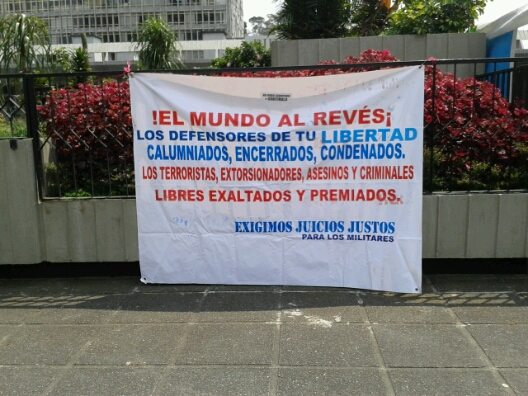 !EL MUNDO AL REVÉS¡
LOS DEFENSORES DE TU LIBERTAD
CALUMNIADOS, ENCERRADOS, CONDENADOS.
LOS TERRORISTAS, EXTORSIONADORES, ASESINOS Y CRIMINALES
LIBRES EXALTADOS Y PREMIADOS.
EXIGIMOS JUICIOS JUSTOS
PARA LOS MILITARES